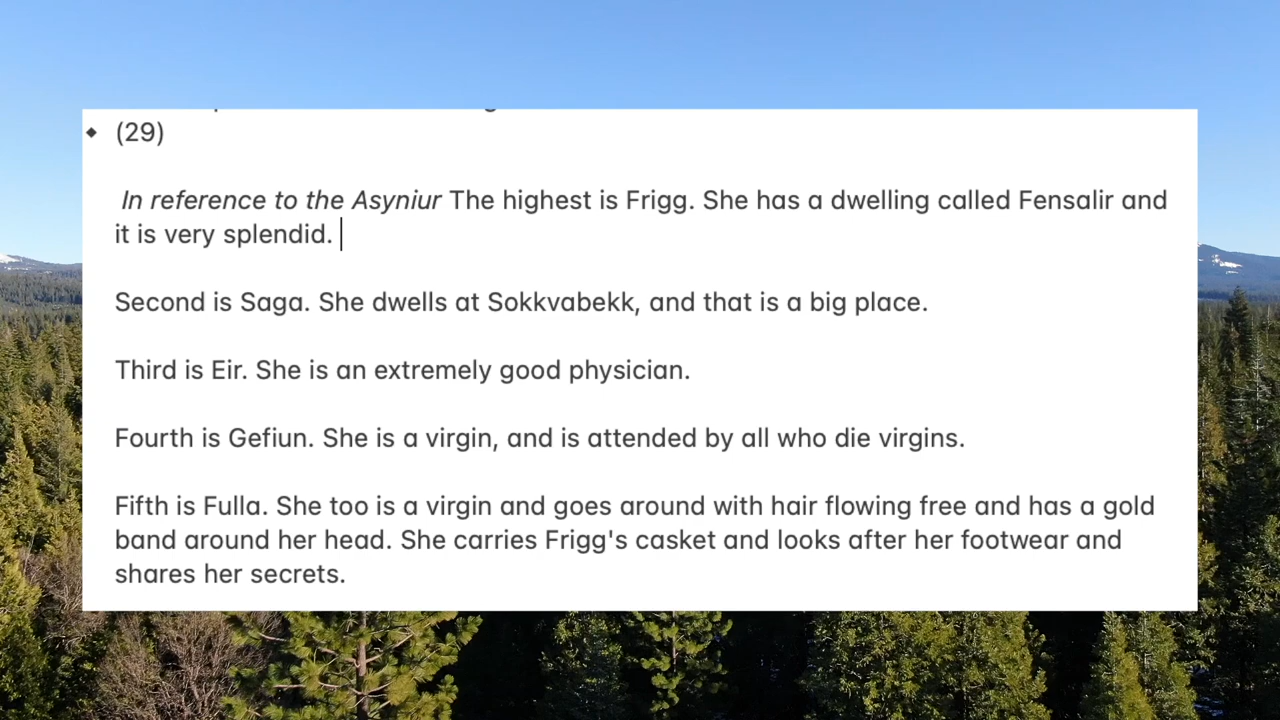 (29)
In reference to the Asyniur The highest is Frigg. She has a dwelling called Fensalir and
it is very splendid.
Second is Saga. She dwells at Sokkvabekk, and that is a big place.
Third is Eir. She is an extremely good physician.
Fourth is Gefiun. She is a virgin, and is attended by all who die virgins.
Fifth is Fulla. She too is a virgin and goes around with hair flowing free and has a gold
band around her head. She carries Frigg's casket and looks after her footwear and
shares her secrets.